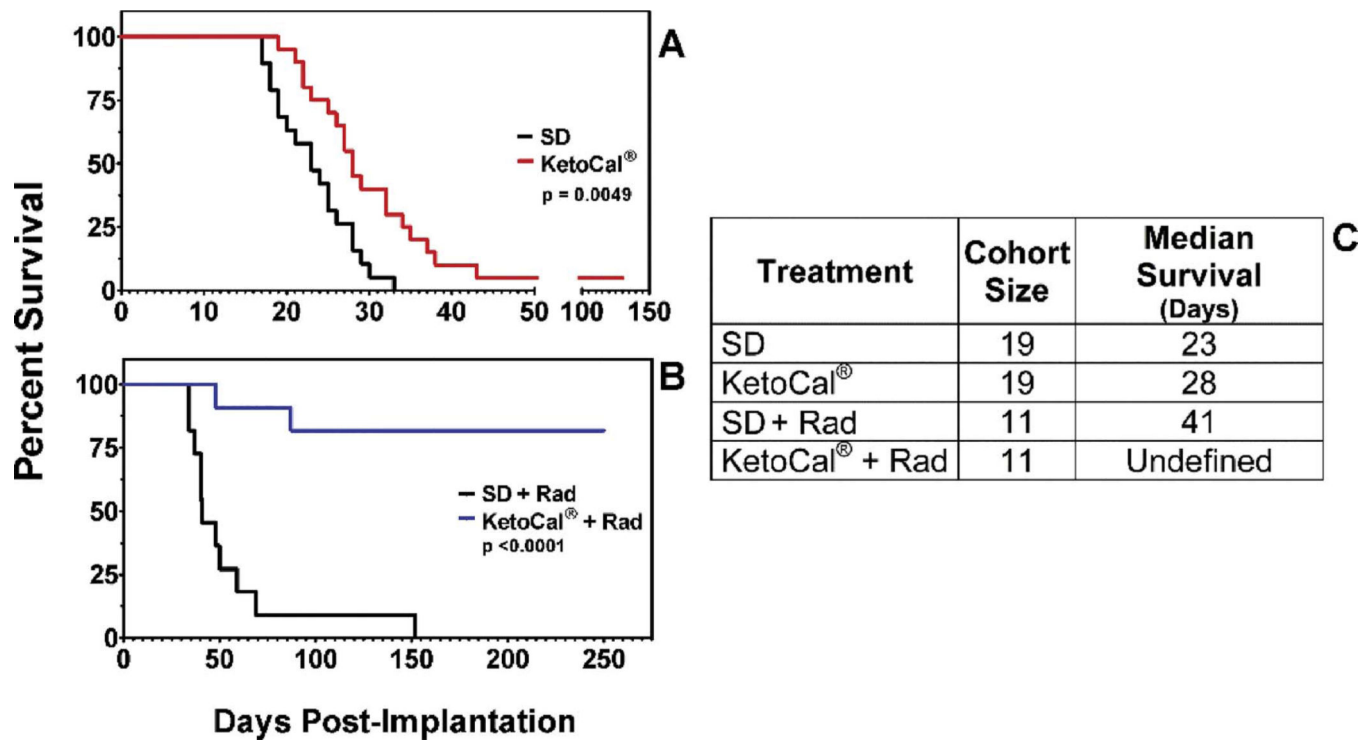 Percent Survival
A
100
75
50
25
0
SD
KetoCal®
p = 0.0049
0 10 20 30 40 50 100 150
B
100
75
50
25
0
SD + Rad
KetoCal® + Rad
p <0.0001
0 50 100 150 200 250
Days Post-Implantation
C
Treatment Cohort Size Median Survival (Days)
SD 19 23
KetoCal® 19 28
SD + Rad 11 41
KetoCal® + Rad 11 Undefined